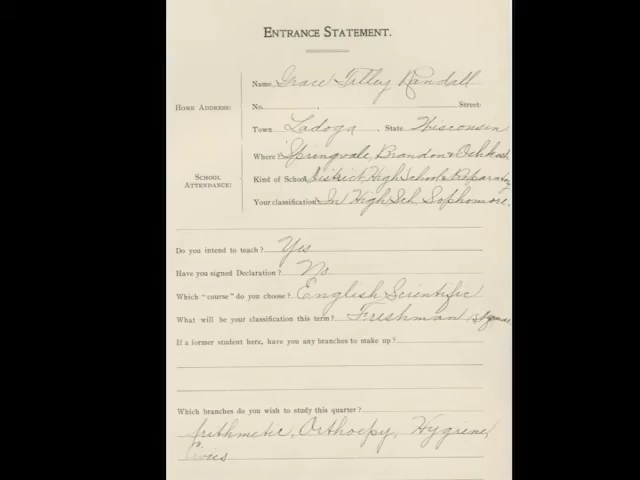 ENTRANCE STATEMENT.
Name Grace Tilley Randall
HOME ADDRESS: No. Street
Town Ladoga. State Wisconsin
Where? Springvale, Brandon & Oshkosh.
SCHOOL ATTENDANCE: Kind of School District, High School & Preparatory
Your classification In High Sch. Sophomore.
Do you intend to teach? Yes
Have you signed Declaration? No
Which "course" do you choose? English Scientific
What will be your classification this term? Freshman
If a former student here, have you any branches to make up?
Which branches do you wish to study this quarter?
Arithmetic, Orthoepy, Hygiene,
Civics